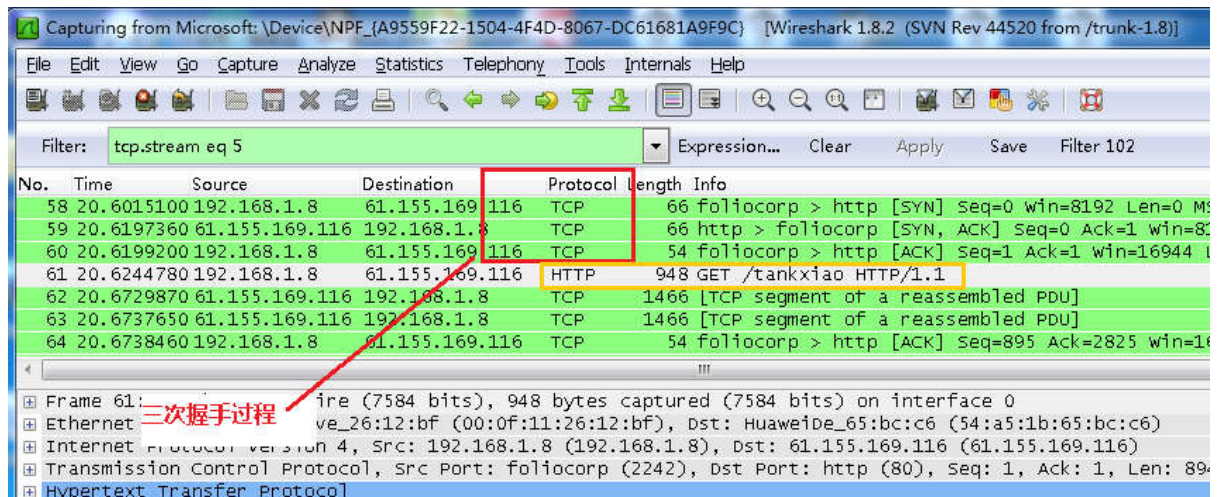 Capturing from Microsoft: \Device\NPF_{A9559F22-1504-4F4D-8067-DC61681A9F9C} [Wireshark 1.8.2 (SVN Rev 44520 from /trunk-1.8)]
File Edit View Go Capture Analyze Statistics Telephony Tools Internals Help
Filter: tcp.stream eq 5 Expression... Clear Apply Save Filter 102
No. Time Source Destination Protocol Length Info
58 20.6015100 192.168.1.8 61.155.169.116 TCP 66 foliocorp > http [SYN] Seq=0 Win=8192 Len=0 MS
59 20.6197360 61.155.169.116 192.168.1.8 TCP 66 http > foliocorp [SYN, ACK] Seq=0 Ack=1 Win=81
60 20.6199200 192.168.1.8 61.155.169.116 TCP 54 foliocorp > http [ACK] Seq=1 Ack=1 Win=16944 L
61 20.6244780 192.168.1.8 61.155.169.116 HTTP 948 GET /tankxiao HTTP/1.1
62 20.6729870 61.155.169.116 192.168.1.8 TCP 1466 [TCP segment of a reassembled PDU]
63 20.6737650 61.155.169.116 192.168.1.8 TCP 1466 [TCP segment of a reassembled PDU]
64 20.6738460 192.168.1.8 61.155.169.116 TCP 54 foliocorp > http [ACK] Seq=895 Ack=2825 Win=16
Frame 61: ire (7584 bits), 948 bytes captured (7584 bits) on interface 0
三次握手过程
Ethernet ve_26:12:bf (00:0f:11:26:12:bf), Dst: HuaweiDe_65:bc:c6 (54:a5:1b:65:bc:c6)
Internet Protocol Version 4, Src: 192.168.1.8 (192.168.1.8), Dst: 61.155.169.116 (61.155.169.116)
Transmission Control Protocol, Src Port: foliocorp (2242), Dst Port: http (80), Seq: 1, Ack: 1, Len: 894
Hypertext Transfer Protocol